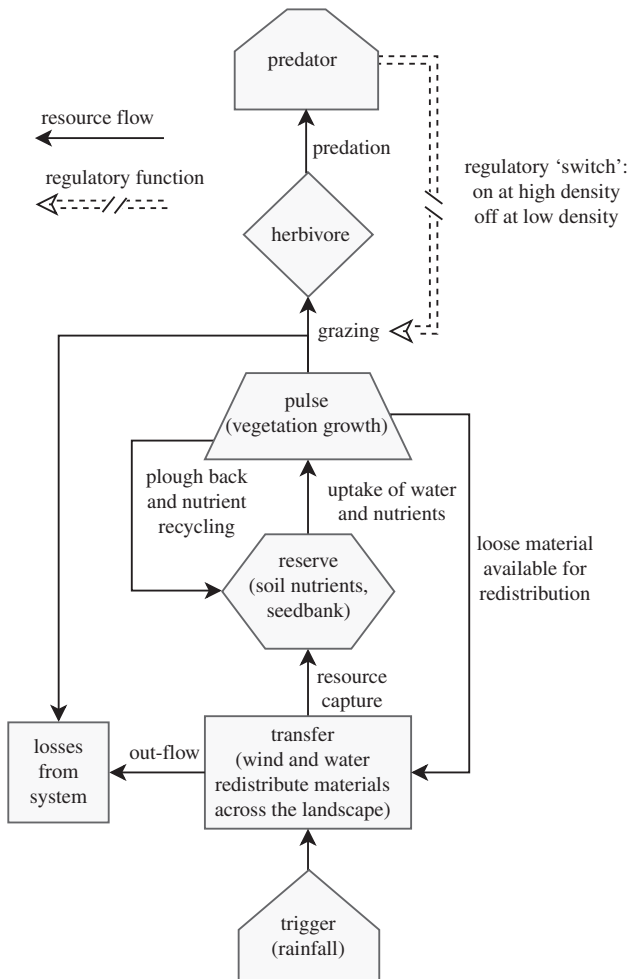 predator
resource flow
predation
regulatory function
regulatory ‘switch’:
on at high density
off at low density
herbivore
grazing
pulse
(vegetation growth)
plough back
and nutrient
recycling
uptake of water
and nutrients
loose material
available for
redistribution
reserve
(soil nutrients,
seedbank)
resource
capture
losses
from
system
out-flow
transfer
(wind and water
redistribute materials
across the landscape)
trigger
(rainfall)